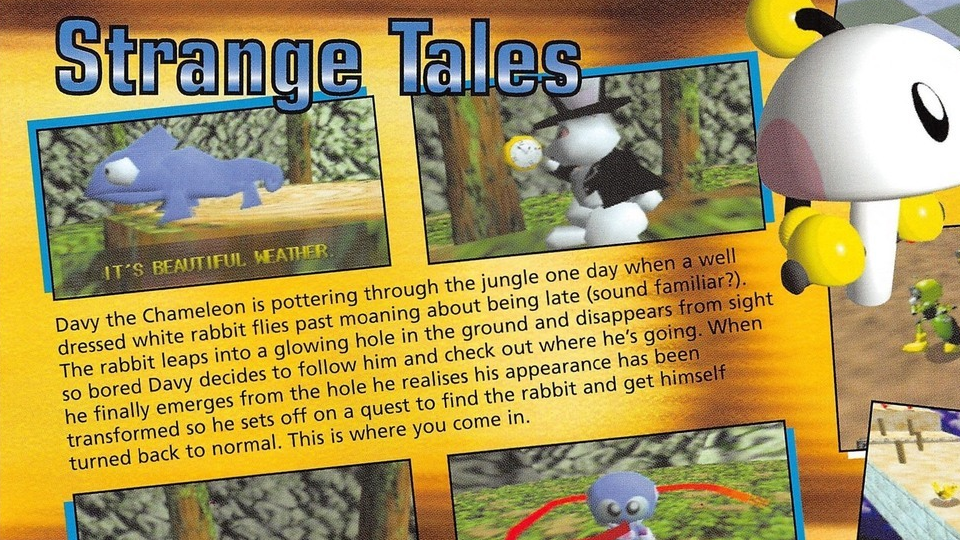 Strange Tales
IT'S BEAUTIFUL WEATHER.
Davy the Chameleon is pottering through the jungle one day when a well
dressed white rabbit flies past moaning about being late (sound familiar?).
The rabbit leaps into a glowing hole in the ground and disappears from sight
so bored Davy decides to follow him and check out where he's going. When
he finally emerges from the hole he realises his appearance has been
transformed so he sets off on a quest to find the rabbit and get himself
turned back to normal. This is where you come in.